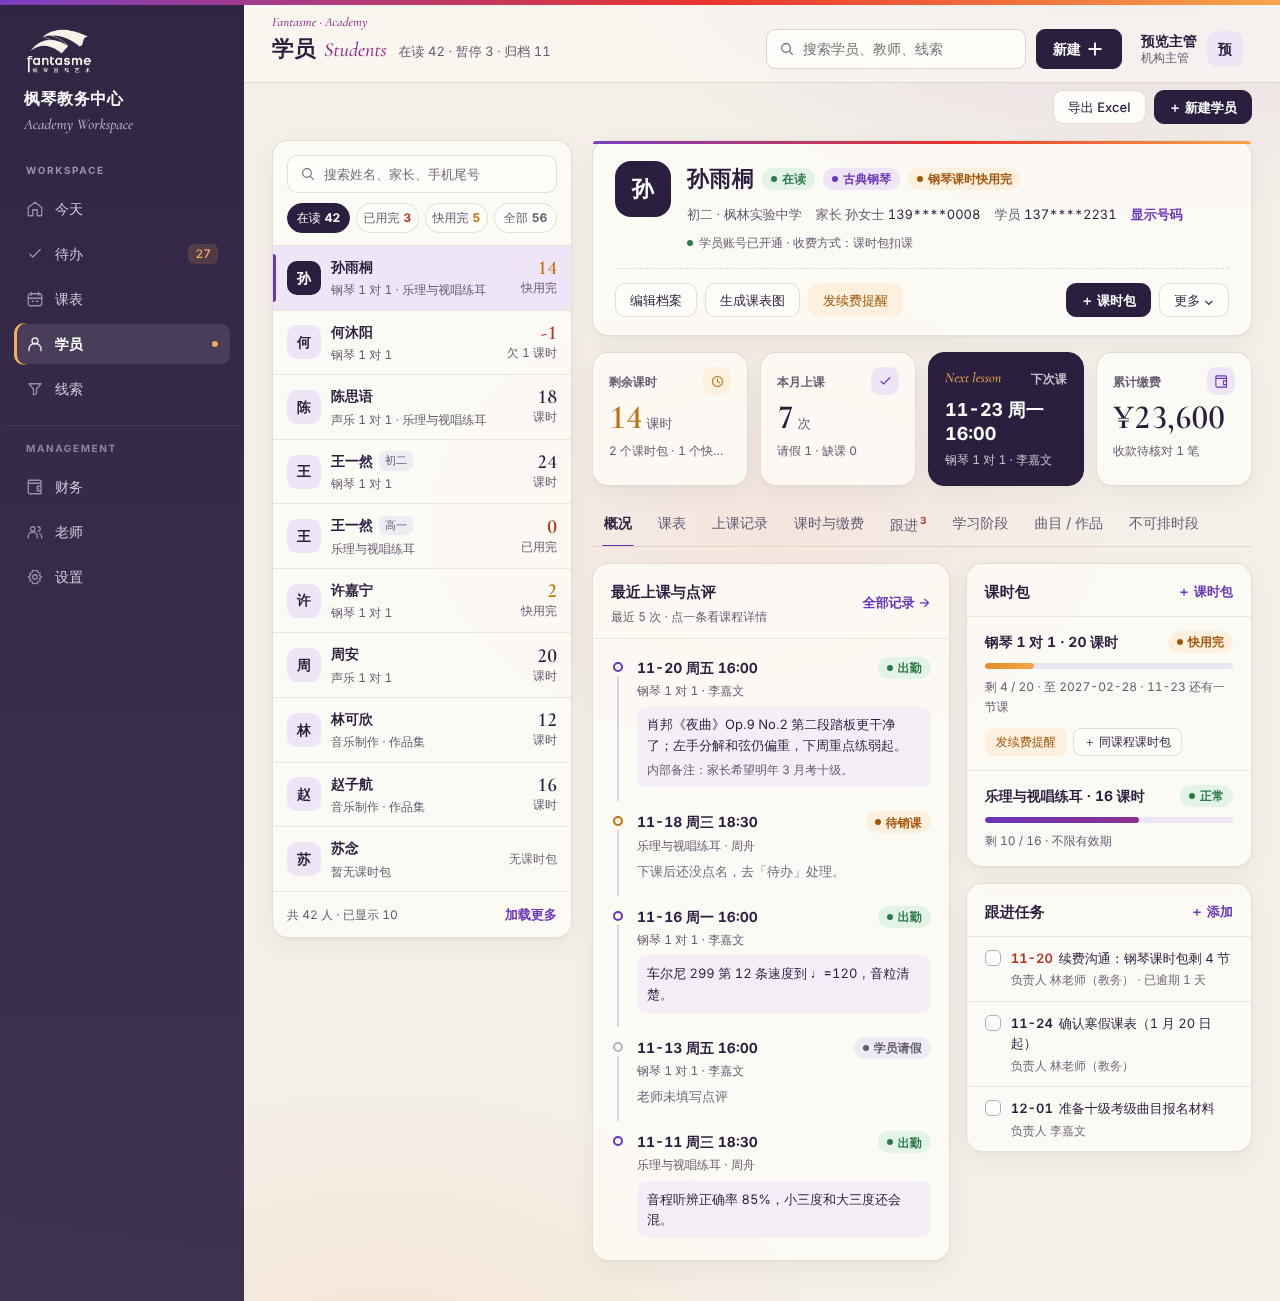 fantasme
枫琴教务中心
Academy Workspace
WORKSPACE
今天
待办 27
课表
学员
线索
MANAGEMENT
财务
老师
设置
Fantasme · Academy
学员 Students 在读 42 · 暂停 3 · 归档 11
搜索学员、教师、线索
新建 +
预览主管
机构主管
预
导出 Excel
+ 新建学员
搜索姓名、家长、手机尾号
在读 42 已用完 3 快用完 5 全部 56
孙 孙雨桐 14
钢琴 1 对 1 · 乐理与视唱练耳 快用完
何 何沐阳 -1
钢琴 1 对 1 欠 1 课时
陈 陈思语 18
声乐 1 对 1 · 乐理与视唱练耳 课时
王 王一然 初二 24
钢琴 1 对 1 课时
王 王一然 高一 0
乐理与视唱练耳 已用完
许 许嘉宁 2
钢琴 1 对 1 快用完
周 周安 20
声乐 1 对 1 课时
林 林可欣 12
音乐制作 · 作品集 课时
赵 赵子航 16
音乐制作 · 作品集 课时
苏 苏念
暂无课时包 无课时包
共 42 人 · 已显示 10 加载更多
孙
孙雨桐 在读 古典钢琴 钢琴课时快用完
初二 · 枫林实验中学 家长 孙女士 139****0008 学员 137****2231 显示号码
学员账号已开通 · 收费方式：课时包扣课
编辑档案 生成课表图 发续费提醒 + 课时包 更多
剩余课时
14 课时
2 个课时包 · 1 个快…
本月上课
7 次
请假 1 · 缺课 0
Next lesson 下次课
11-23 周一
16:00
钢琴 1 对 1 · 李嘉文
累计缴费
¥23,600
收款待核对 1 笔
概况 课表 上课记录 课时与缴费 跟进 3 学习阶段 曲目 / 作品 不可排时段
最近上课与点评
最近 5 次 · 点一条看课程详情
全部记录 →
11-20 周五 16:00 出勤
钢琴 1 对 1 · 李嘉文
肖邦《夜曲》Op.9 No.2 第二段踏板更干净
了；左手分解和弦仍偏重，下周重点练弱起。
内部备注：家长希望明年 3 月考十级。
11-18 周三 18:30 待销课
乐理与视唱练耳 · 周舟
下课后还没点名，去「待办」处理。
11-16 周一 16:00 出勤
钢琴 1 对 1 · 李嘉文
车尔尼 299 第 12 条速度到 ♩=120，音粒清
楚。
11-13 周五 16:00 学员请假
钢琴 1 对 1 · 李嘉文
老师未填写点评
11-11 周三 18:30 出勤
乐理与视唱练耳 · 周舟
音程听辨正确率 85%，小三度和大三度还会
混。
课时包 + 课时包
钢琴 1 对 1 · 20 课时 快用完
剩 4 / 20 · 至 2027-02-28 · 11-23 还有一
节课
发续费提醒 + 同课程课时包
乐理与视唱练耳 · 16 课时 正常
剩 10 / 16 · 不限有效期
跟进任务 + 添加
11-20 续费沟通：钢琴课时包剩 4 节
负责人 林老师（教务） · 已逾期 1 天
11-24 确认寒假课表（1 月 20 日
起）
负责人 林老师（教务）
12-01 准备十级考级曲目报名材料
负责人 李嘉文